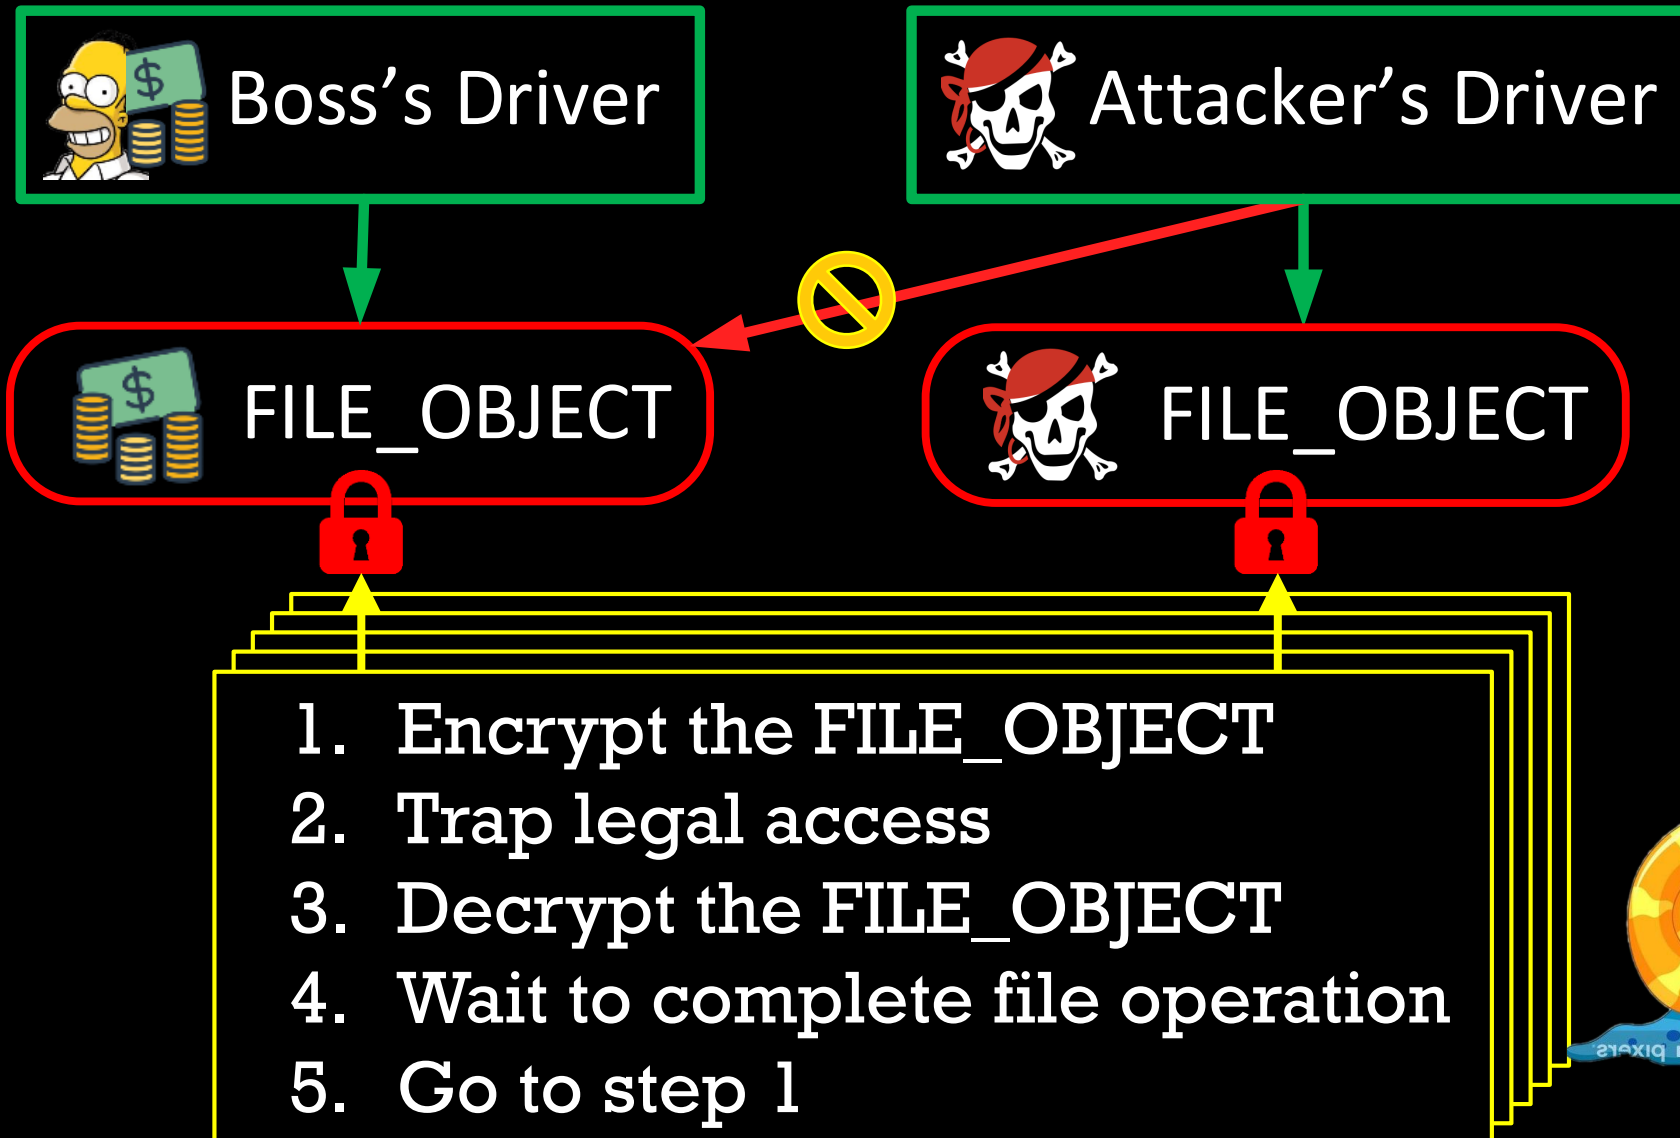 Boss’s Driver
Attacker’s Driver
FILE_OBJECT
FILE_OBJECT
1. Encrypt the FILE_OBJECT
2. Trap legal access
3. Decrypt the FILE_OBJECT
4. Wait to complete file operation
5. Go to step 1